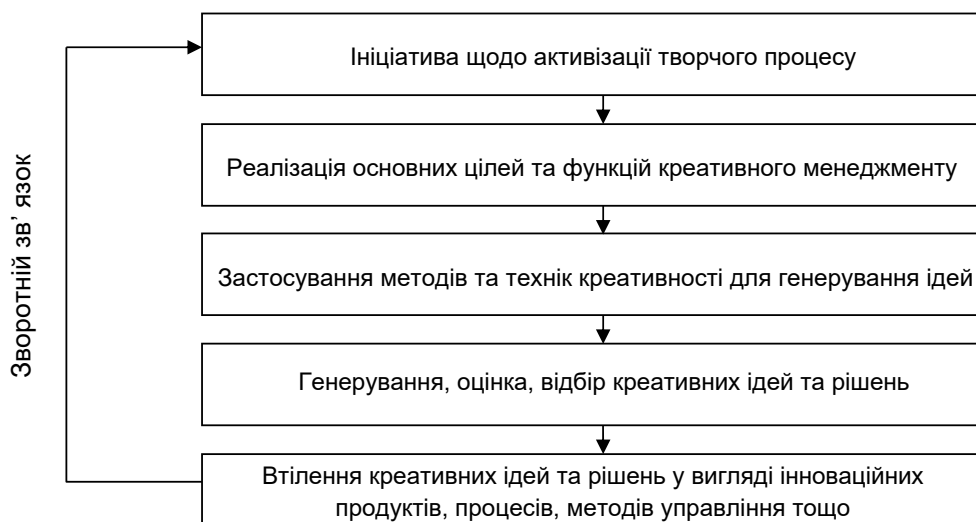 Ініціатива щодо активізації творчого процесу
Реалізація основних цілей та функцій креативного менеджменту
Застосування методів та технік креативності для генерування ідей
Генерування, оцінка, відбір креативних ідей та рішень
Втілення креативних ідей та рішень у вигляді інноваційних
продуктів, процесів, методів управління тощо
Зворотній зв’ язок